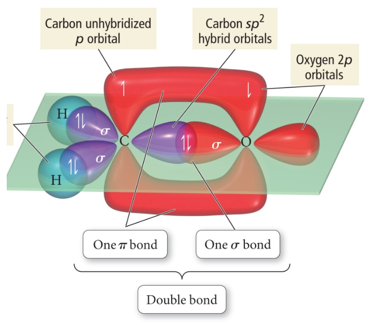 Carbon unhybridized
p orbital
Carbon sp²
hybrid orbitals
Oxygen 2p
orbitals
H
σ
C
σ
O
σ
H
One π bond
One σ bond
Double bond